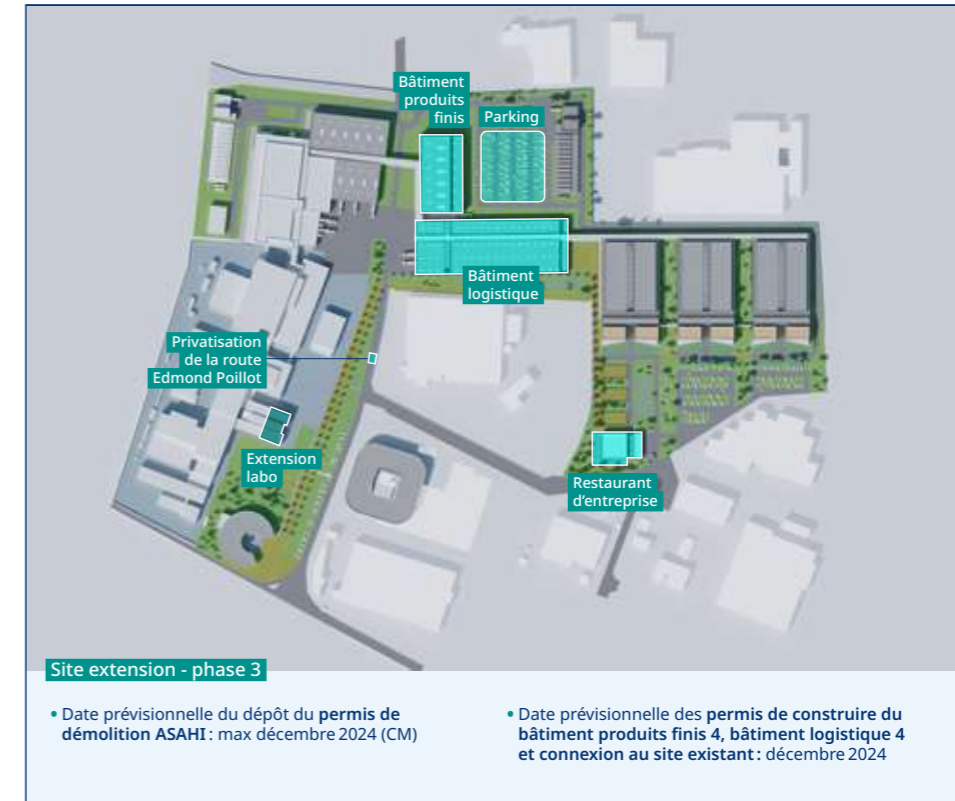 Bâtiment
produits
finis
Parking
Bâtiment
logistique
Privatisation
de la route
Edmond Poillot
Extension
labo
Restaurant
d'entreprise
Site extension - phase 3
• Date prévisionnelle du dépôt du permis de
démolition ASAHI : max décembre 2024 (CM)
• Date prévisionnelle des permis de construire du
bâtiment produits finis 4, bâtiment logistique 4
et connexion au site existant : décembre 2024